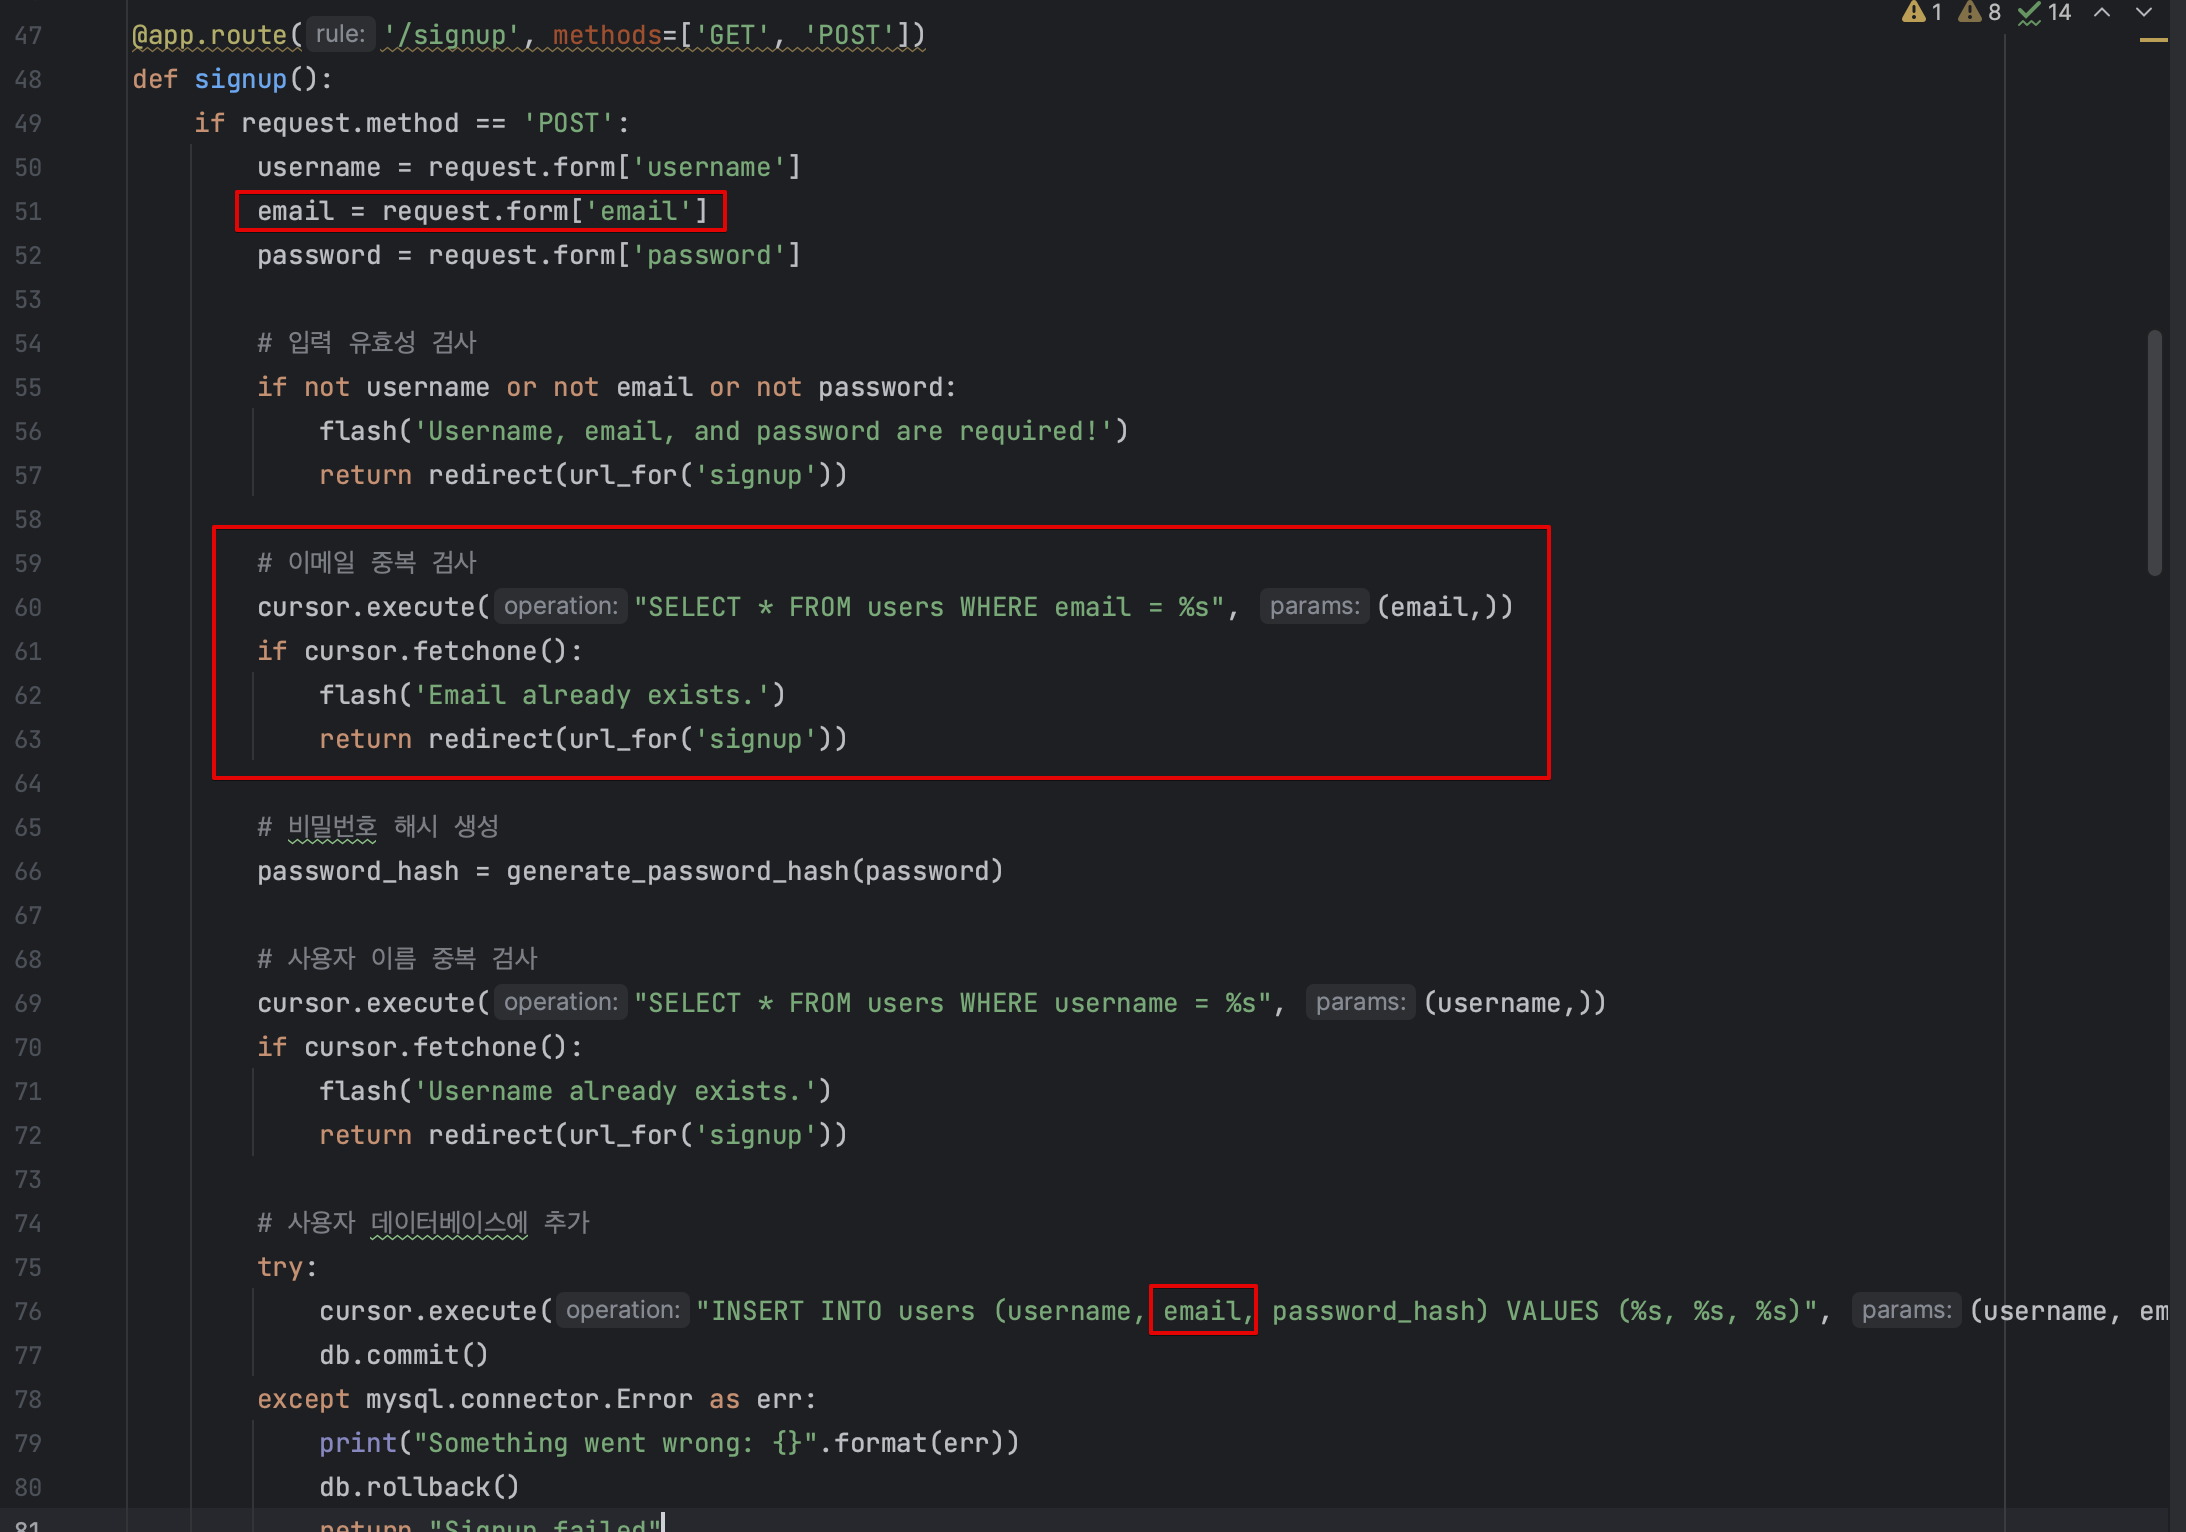 ⚠1 ⚠8 ✓14
47 @app.route( rule: '/signup', methods=['GET', 'POST'])
48 def signup():
49 if request.method == 'POST':
50 username = request.form['username']
51 email = request.form['email']
52 password = request.form['password']
53
54 # 입력 유효성 검사
55 if not username or not email or not password:
56 flash('Username, email, and password are required!')
57 return redirect(url_for('signup'))
58
59 # 이메일 중복 검사
60 cursor.execute( operation: "SELECT * FROM users WHERE email = %s", params: (email,))
61 if cursor.fetchone():
62 flash('Email already exists.')
63 return redirect(url_for('signup'))
64
65 # 비밀번호 해시 생성
66 password_hash = generate_password_hash(password)
67
68 # 사용자 이름 중복 검사
69 cursor.execute( operation: "SELECT * FROM users WHERE username = %s", params: (username,))
70 if cursor.fetchone():
71 flash('Username already exists.')
72 return redirect(url_for('signup'))
73
74 # 사용자 데이터베이스에 추가
75 try:
76 cursor.execute( operation: "INSERT INTO users (username, email, password_hash) VALUES (%s, %s, %s)", params: (username, em
77 db.commit()
78 except mysql.connector.Error as err:
79 print("Something went wrong: {}".format(err))
80 db.rollback()
81 return "Signup failed"